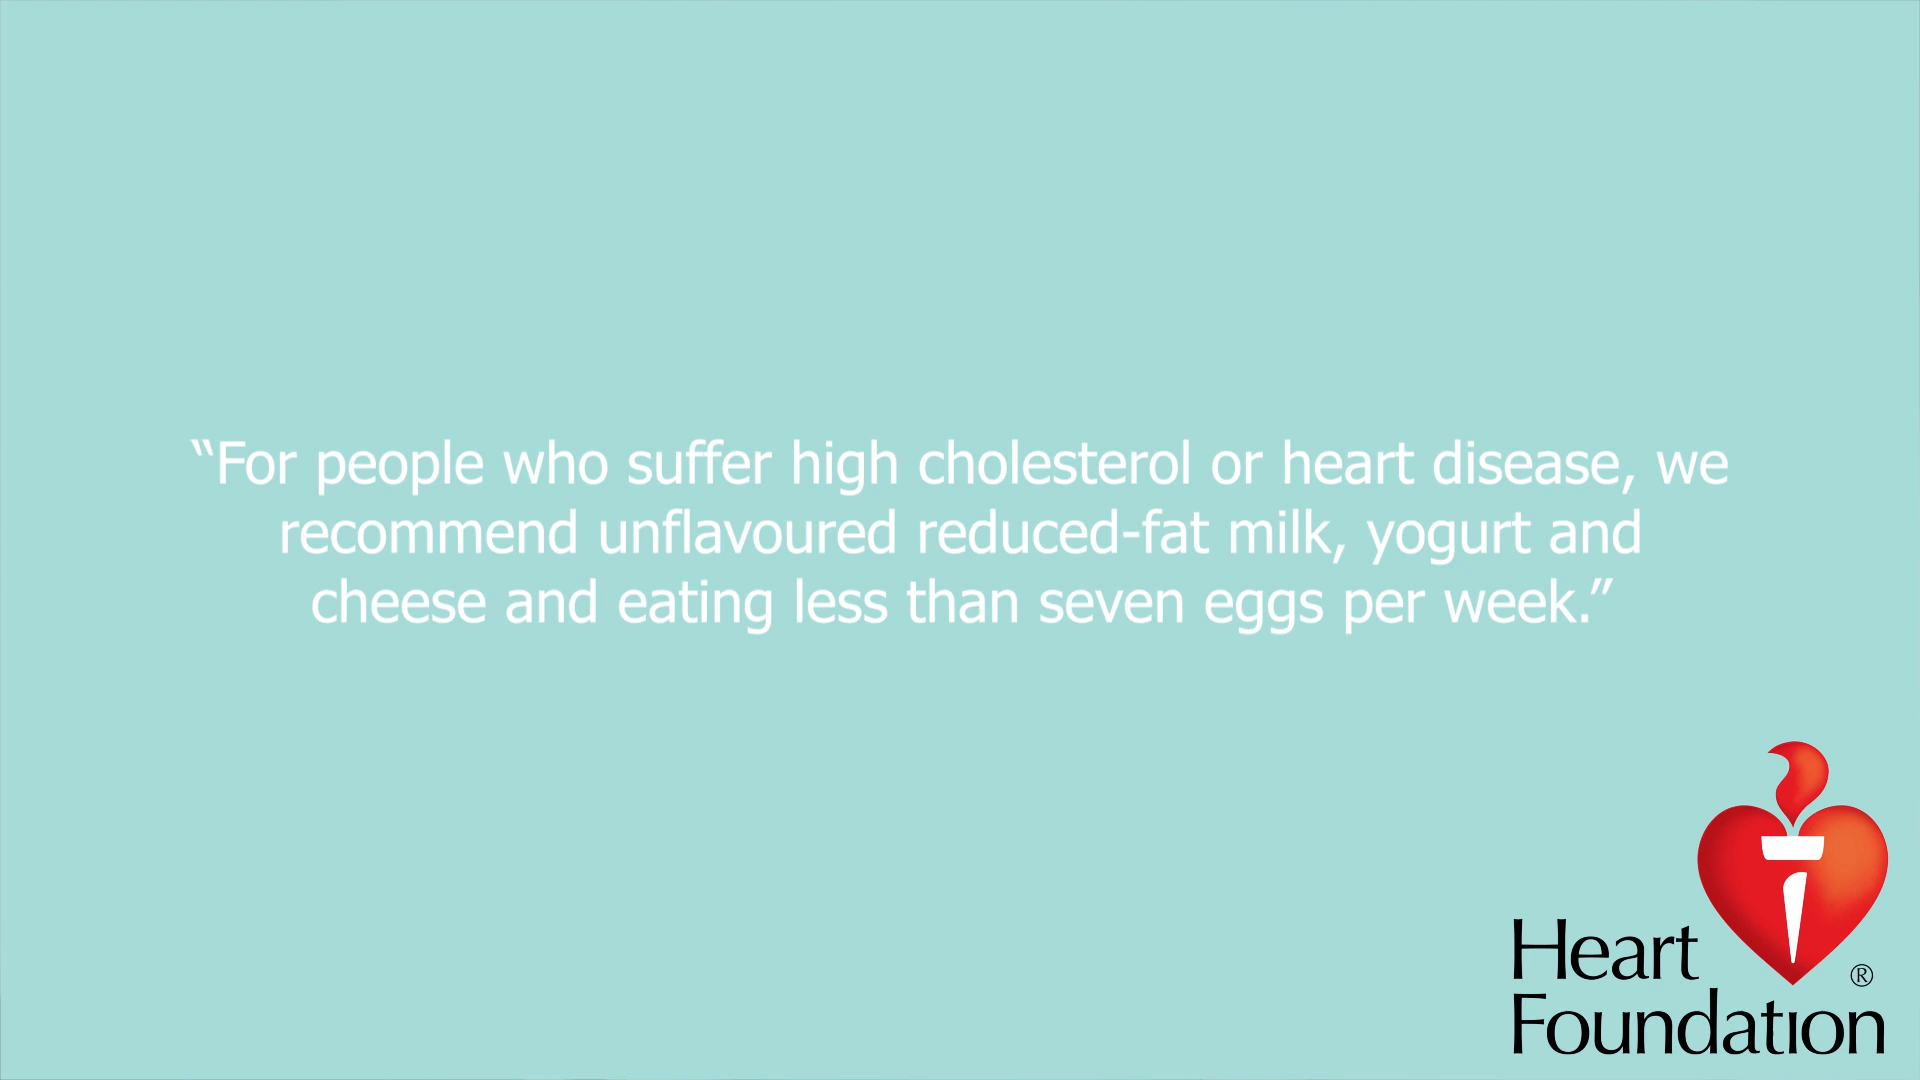 “For people who suffer high cholesterol or heart disease, we
recommend unflavoured reduced-fat milk, yogurt and
cheese and eating less than seven eggs per week.”
Heart
Foundation
®